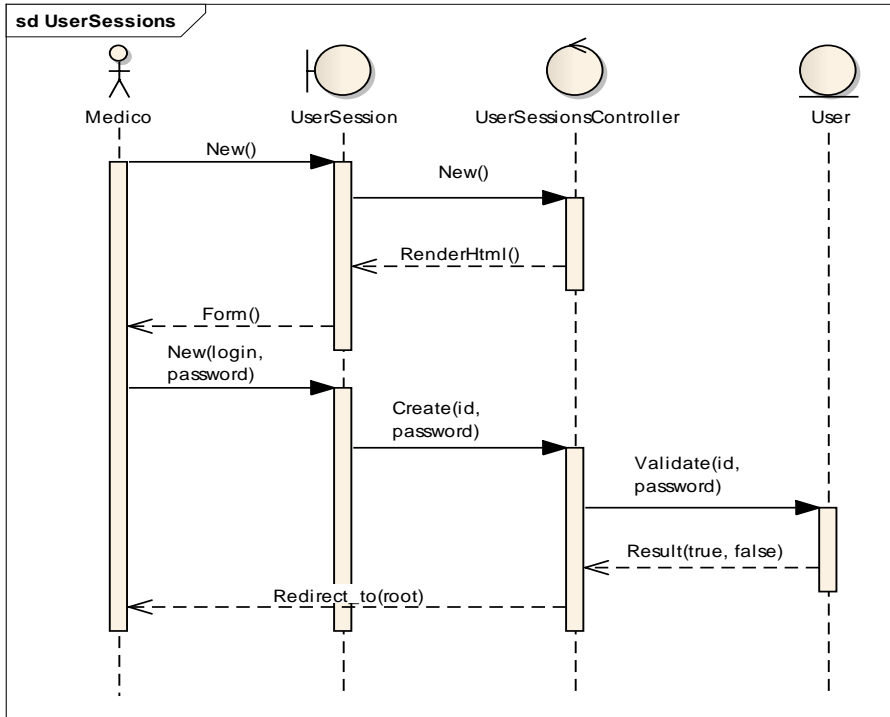 sd UserSessions
Medico
UserSession
UserSessionsController
User
New()
New()
RenderHtml()
Form()
New(login,
password)
Create(id,
password)
Validate(id,
password)
Result(true, false)
Redirect_to(root)